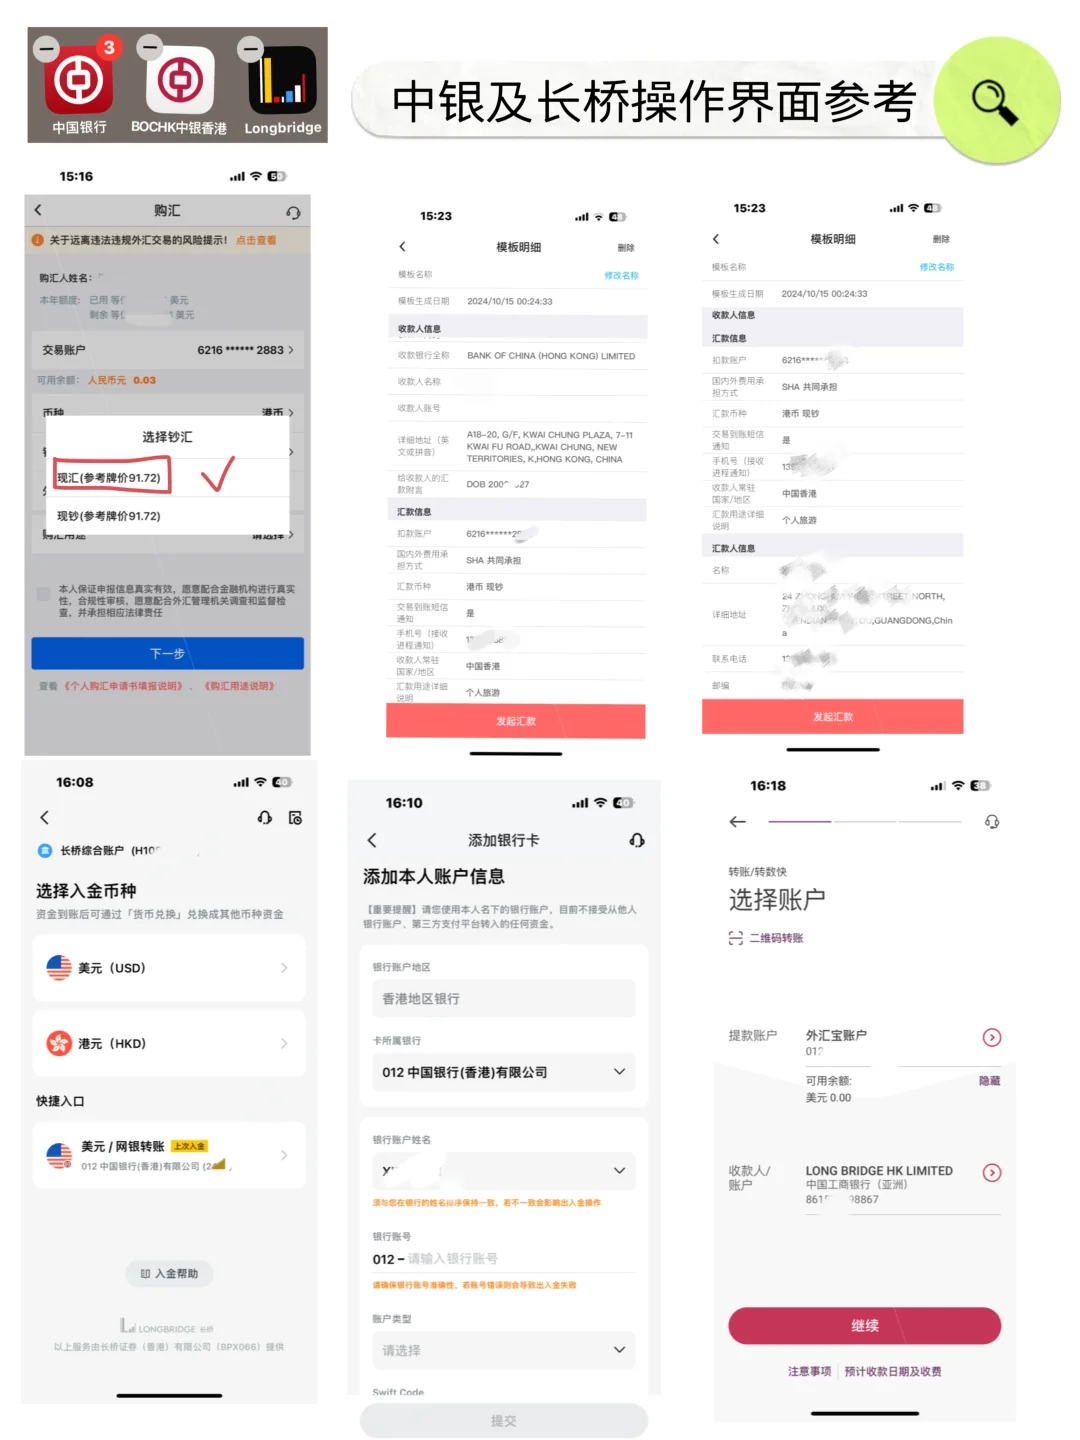 3
中国银行
BOCHK中银香港
Longbridge
中银及长桥操作界面参考
15:16
购汇
关于远离违法违规外汇交易的风险提示! 点击查看
购汇人姓名:
本年额度: 已用 等值 美元
剩余 等值 美元
交易账户 6216 ****** 2883
可用余额: 人民币元 0.03
币种 港币
选择钞汇
现汇(参考牌价91.72)
现钞(参考牌价91.72)
购汇用途 请选择
本人保证申报信息真实有效，愿意配合金融机构进行真实
性，合规性审核，愿意配合外汇管理机关调查和监督检
查，并承担相应法律责任
下一步
查看《个人购汇申请书填报说明》、《购汇用途说明》
15:23
模板明细
删除
模板名称 修改名称
模板生成日期 2024/10/15 00:24:33
收款人信息
收款银行全称 BANK OF CHINA (HONG KONG) LIMITED
收款人名称
收款人账号
详细地址（英
文或拼音）
A18-20, G/F, KWAI CHUNG PLAZA, 7-11
KWAI FU ROAD,,KWAI CHUNG, NEW
TERRITORIES, K,HONG KONG, CHINA
给收款人的汇
款附言
DOB 200 27
汇款信息
扣款账户 6216******2
国内外费用承
担方式
SHA 共同承担
汇款币种 港币 现钞
交易到账短信
通知
是
手机号（接收
进程通知）
收款人常驻
国家/地区
中国香港
汇款用途详细
说明
个人旅游
发起汇款
15:23
模板明细
删除
模板名称 修改名称
模板生成日期 2024/10/15 00:24:33
收款人信息
汇款信息
扣款账户 6216*****
国内外费用承
担方式
SHA 共同承担
汇款币种 港币 现钞
交易到账短信
通知
是
手机号（接收
进程通知）
收款人常驻
国家/地区
中国香港
汇款用途详细
说明
个人旅游
汇款人信息
名称
详细地址
24 STREET NORTH,
,GUANGDONG,Chin
a
联系电话
邮编
发起汇款
16:08
长桥综合账户 (H10
选择入金币种
资金到账后可通过「货币兑换」兑换成其他币种资金
美元（USD）
港元（HKD）
快捷入口
美元 / 网银转账 上次入金
012 中国银行(香港)有限公司
入金帮助
LONGBRIDGE 长桥
以上服务由长桥证券（香港）有限公司（BPX066）提供
16:10
添加银行卡
添加本人账户信息
【重要提醒】请您使用本人名下的银行账户，目前不接受从他人
银行账户、第三方支付平台转入的任何资金。
银行账户地区
香港地区银行
卡所属银行
012 中国银行(香港)有限公司
银行账户姓名
须与您在银行的姓名排序保持一致，若不一致会影响出入金操作
银行账号
012 – 请输入银行账号
请确保银行账号准确性，若账号错误则会导致出入金失败
账户类型
请选择
Swift Code
提交
16:18
转账/转数快
选择账户
二维码转账
提款账户
外汇宝账户
012
可用余额: 隐藏
美元 0.00
收款人/
账户
LONG BRIDGE HK LIMITED
中国工商银行（亚洲）
861 98867
继续
注意事项 预计收款日期及收费